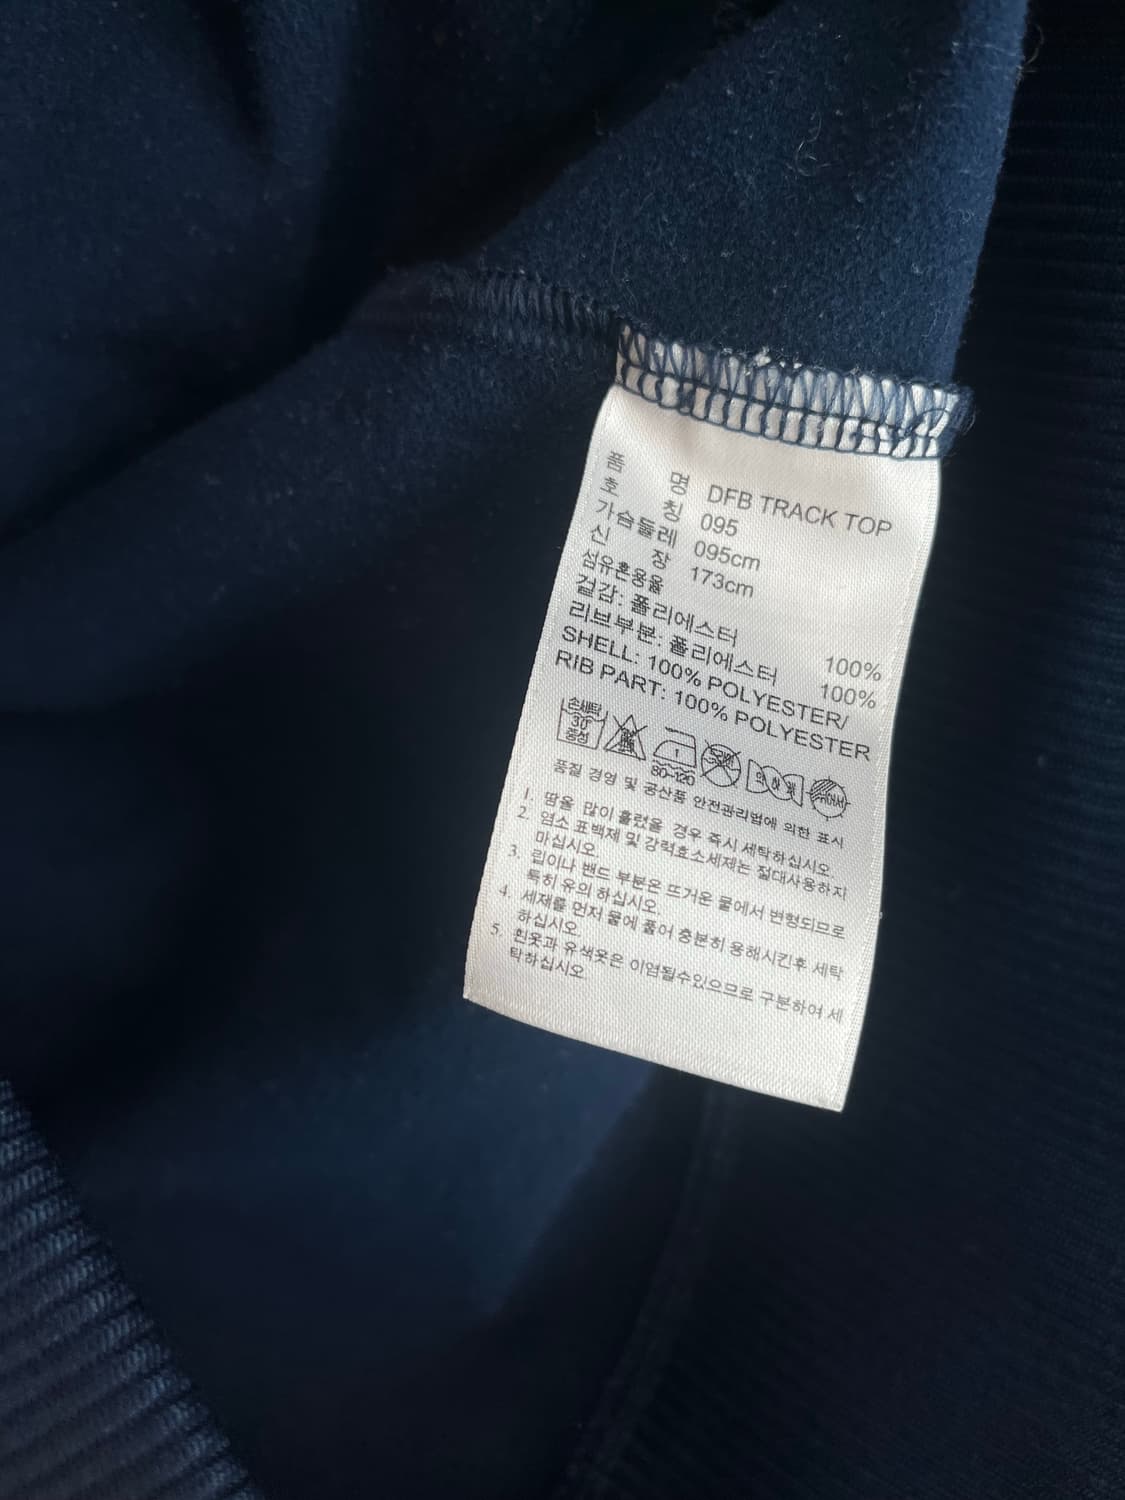 품 명 DFB TRACK TOP
호 칭 095
가슴둘레 095cm
신 장 173cm
섬유혼용율
겉감: 폴리에스터 100%
리브부분: 폴리에스터 100%
SHELL: 100% POLYESTER/
RIB PART: 100% POLYESTER
손세탁 30 중성
80~120
품질 경영 및 공산품 안전관리법에 의한 표시
1. 땀을 많이 흘렸을 경우 즉시 세탁하십시오.
2. 염소 표백제 및 강력효소세제는 절대사용하지
마십시오.
3. 립이나 밴드 부분은 뜨거운 물에서 변형되므로
특히 유의 하십시오.
4. 세재를 먼저 물에 풀어 충분히 용해시킨후 세탁
하십시오.
5. 흰옷과 유색옷은 이염될수있으므로 구분하여 세
탁하십시오